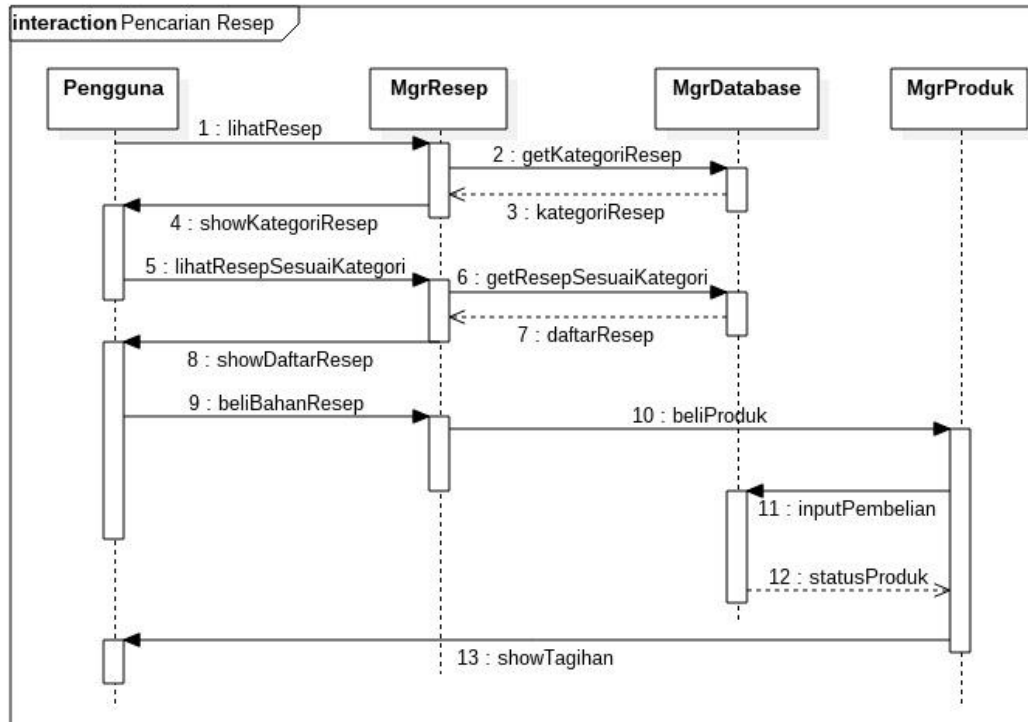 interaction Pencarian Resep
Pengguna
MgrResep
MgrDatabase
MgrProduk
1 : lihatResep
2 : getKategoriResep
3 : kategoriResep
4 : showKategoriResep
5 : lihatResepSesuaiKategori
6 : getResepSesuaiKategori
7 : daftarResep
8 : showDaftarResep
9 : beliBahanResep
10 : beliProduk
11 : inputPembelian
12 : statusProduk
13 : showTagihan